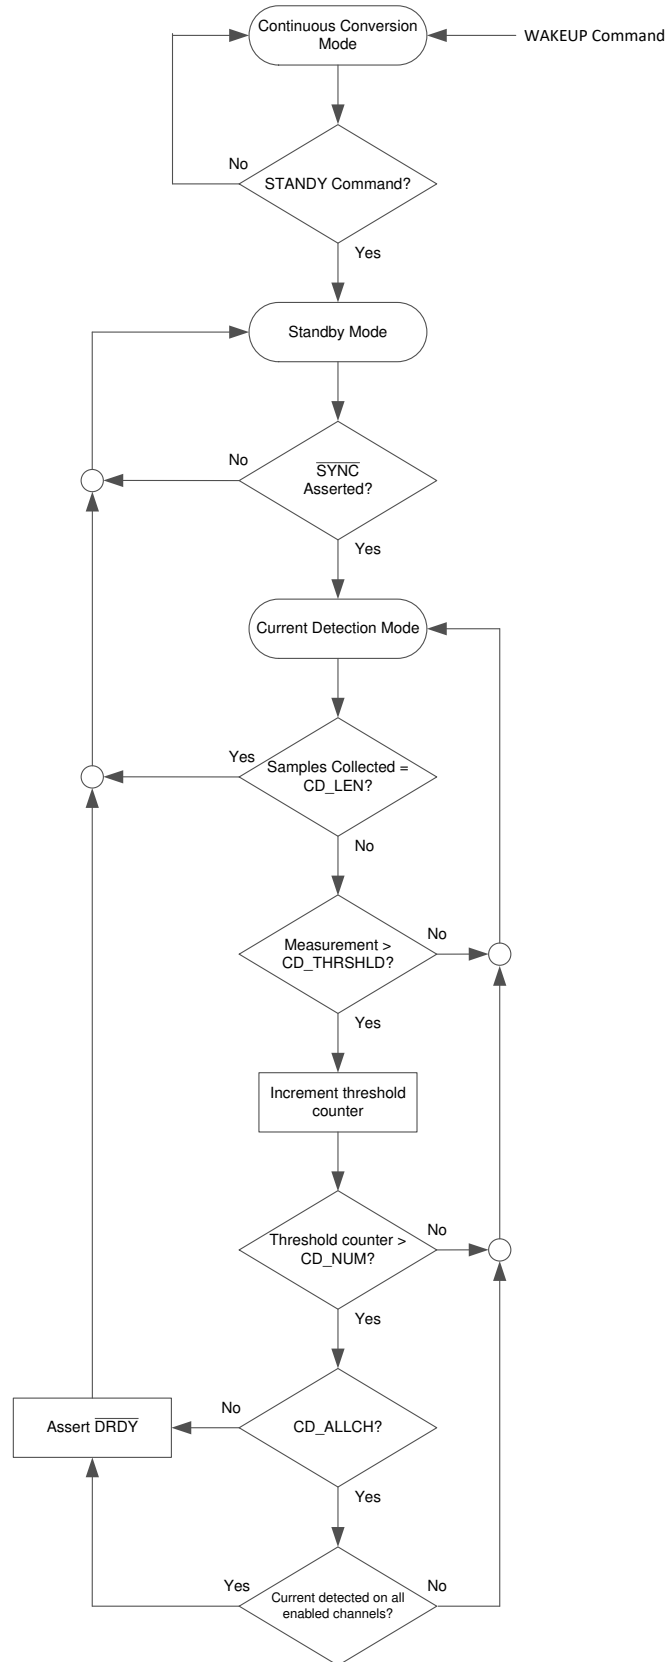 Continuous Conversion
Mode
WAKEUP Command
No
STANDY Command?
Yes
Standby Mode
No
SYNC
Asserted?
Yes
Current Detection Mode
Yes
Samples Collected =
CD_LEN?
No
Measurement >
CD_THRSHLD?
No
Yes
Increment threshold
counter
Threshold counter >
CD_NUM?
No
Yes
Assert DRDY
No
CD_ALLCH?
Yes
Yes
Current detected on all
enabled channels?
No